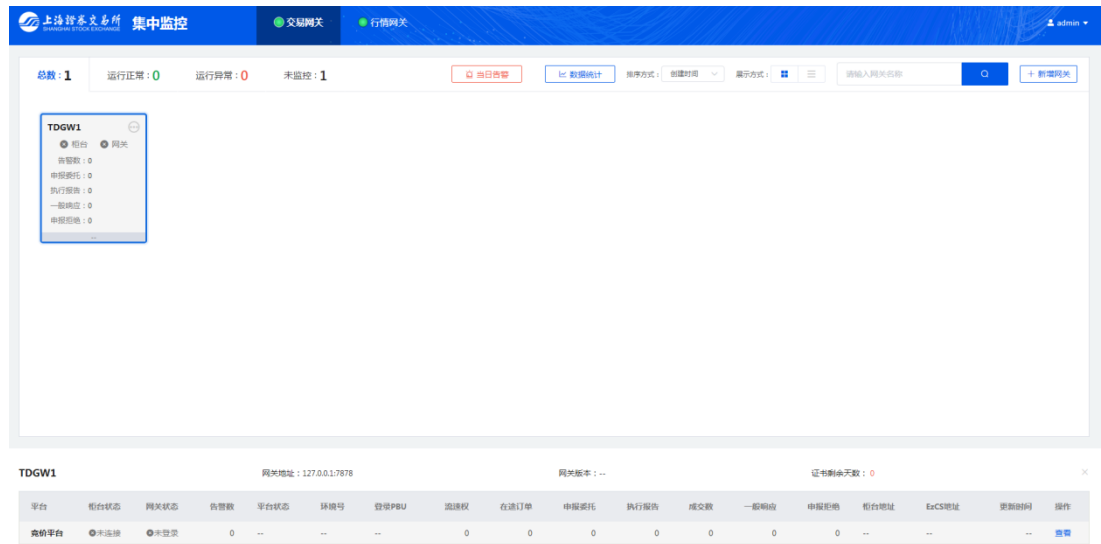 上海證券交易所 集中监控 交易网关 行情网关 admin
SHANGHAI STOCK EXCHANGE
总数：1 运行正常：0 运行异常：0 未监控：1 当日告警 数据统计 排序方式： 创建时间 展示方式： 请输入网关名称 + 新增网关
TDGW1
柜台 网关
告警数：0
申报委托：0
执行报告：0
一般响应：0
申报拒绝：0
--
TDGW1 网关地址：127.0.0.1:7878 网关版本：-- 证书剩余天数：0
平台 柜台状态 网关状态 告警数 平台状态 环境号 登录PBU 流速权 在途订单 申报委托 执行报告 成交数 一般响应 申报拒绝 柜台地址 EzCS地址 更新时间 操作
竞价平台 未连接 未登录 0 -- -- -- 0 0 0 0 0 0 0 -- -- -- 查看